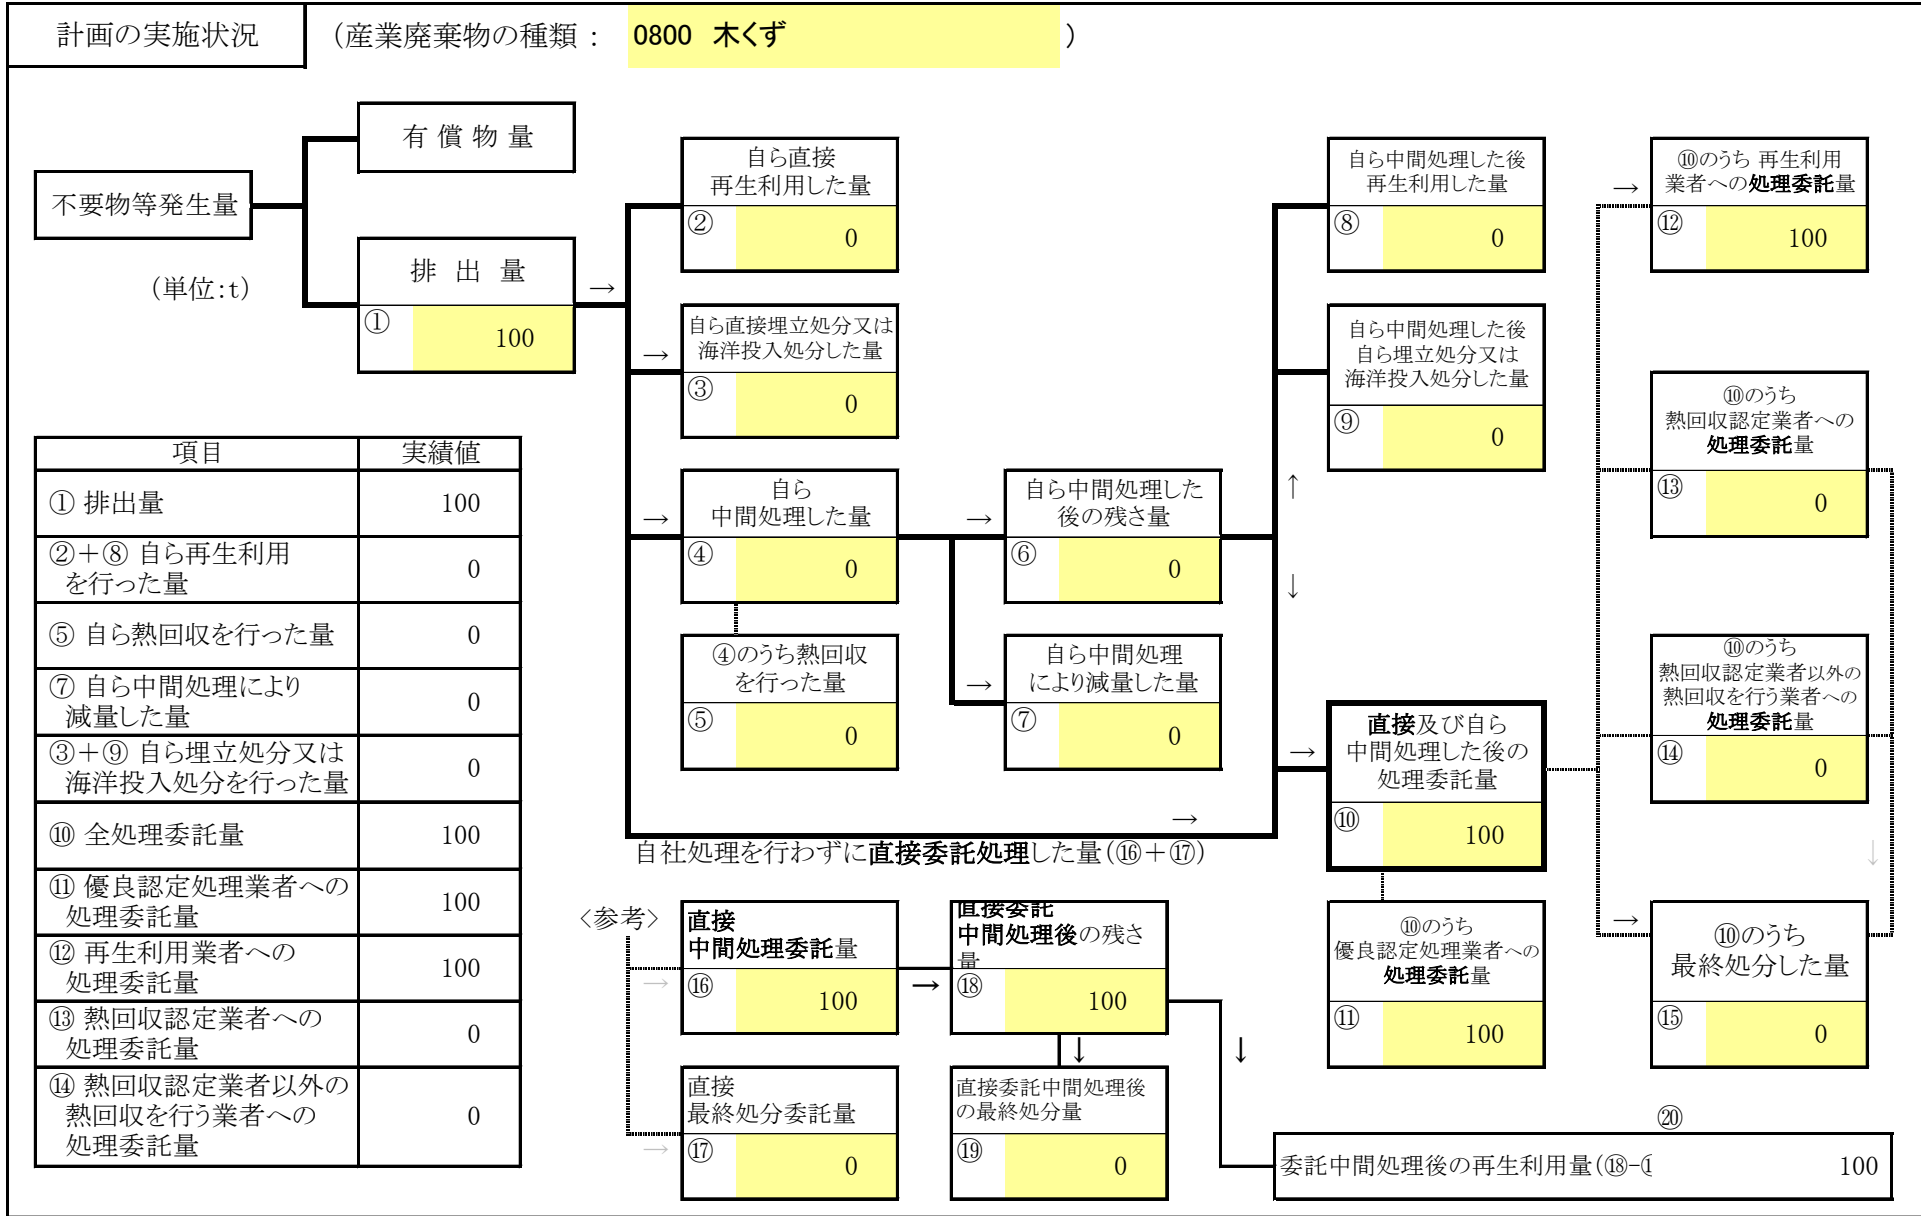 計画の実施状況
（産業廃棄物の種類： 0800 木くず ）
有 償 物 量
不要物等発生量
(単位:t)
排 出 量
① 100
→
自ら直接
再生利用した量
② 0
→
自ら直接埋立処分又は
海洋投入処分した量
③ 0
→
自ら
中間処理した量
④ 0
④のうち熱回収
を行った量
⑤ 0
→
自ら中間処理した
後の残さ量
⑥ 0
→
自ら中間処理
により減量した量
⑦ 0
自ら中間処理した後
再生利用した量
⑧ 0
自ら中間処理した後
自ら埋立処分又は
海洋投入処分した量
⑨ 0
↑
↓
→
直接及び自ら
中間処理した後の
処理委託量
⑩ 100
⑩のうち
優良認定処理業者への
処理委託量
⑪ 100
→
⑩のうち 再生利用
業者への処理委託量
⑫ 100
⑩のうち
熱回収認定業者への
処理委託量
⑬ 0
⑩のうち
熱回収認定業者以外の
熱回収を行う業者への
処理委託量
⑭ 0
↓
→
⑩のうち
最終処分した量
⑮ 0
→
自社処理を行わずに直接委託処理した量(⑯＋⑰)
〈参考〉
→
直接
中間処理委託量
⑯ 100
→
直接委託
中間処理後の残さ
量
⑱ 100
↓
↓
→
直接
最終処分委託量
⑰ 0
直接委託中間処理後
の最終処分量
⑲ 0
⑳
委託中間処理後の再生利用量(⑱-① 100
項目 実績値
① 排出量 100
②＋⑧ 自ら再生利用
を行った量 0
⑤ 自ら熱回収を行った量 0
⑦ 自ら中間処理により
減量した量 0
③＋⑨ 自ら埋立処分又は
海洋投入処分を行った量 0
⑩ 全処理委託量 100
⑪ 優良認定処理業者への
処理委託量 100
⑫ 再生利用業者への
処理委託量 100
⑬ 熱回収認定業者への
処理委託量 0
⑭ 熱回収認定業者以外の
熱回収を行う業者への
処理委託量 0